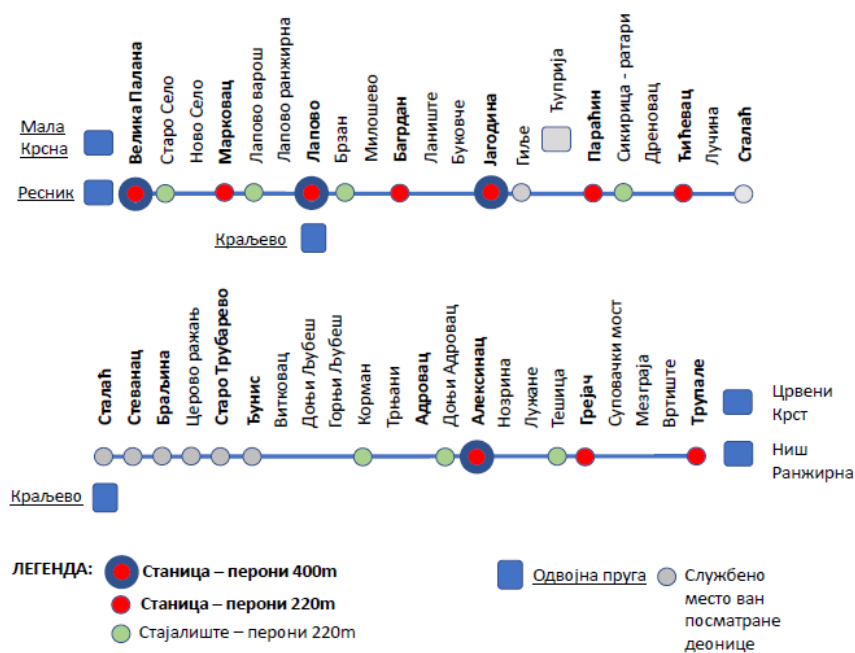 Мала
Крсна
Ресник
Велика Палана
Старо Село
Ново Село
Марковац
Лапово варош
Лапово ранжирна
Лапово
Брзан
Милошево
Багрдан
Ланиште
Буковче
Јагодина
Гиље
Ћуприја
Параћин
Сикирица - ратари
Дреновац
Ћићевац
Лучина
Сталаћ
Краљево
Сталаћ
Стеванац
Браљина
Церово ражањ
Старо Трубарево
Ђунис
Витковац
Доњи Љубеш
Горњи Љубеш
Корман
Трњани
Адровац
Доњи Адровац
Алексинац
Нозрина
Лужане
Тешица
Грејач
Суповачки мост
Мезграја
Вртиште
Трупале
Црвени
Крст
Ниш
Ранжирна
Краљево
ЛЕГЕНДА:
Станица – перони 400m
Станица – перони 220m
Стајалиште – перони 220m
Одвојна пруга
Службено
место ван
посматране
деонице